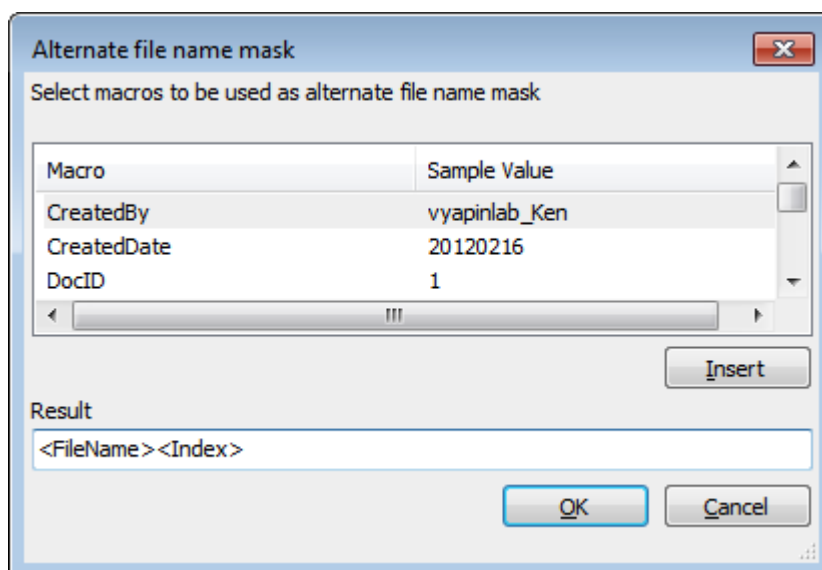 Alternate file name mask
Select macros to be used as alternate file name mask
Macro Sample Value
CreatedBy vyapinlab_Ken
CreatedDate 20120216
DocID 1
Insert
Result
<FileName><Index>
OK Cancel